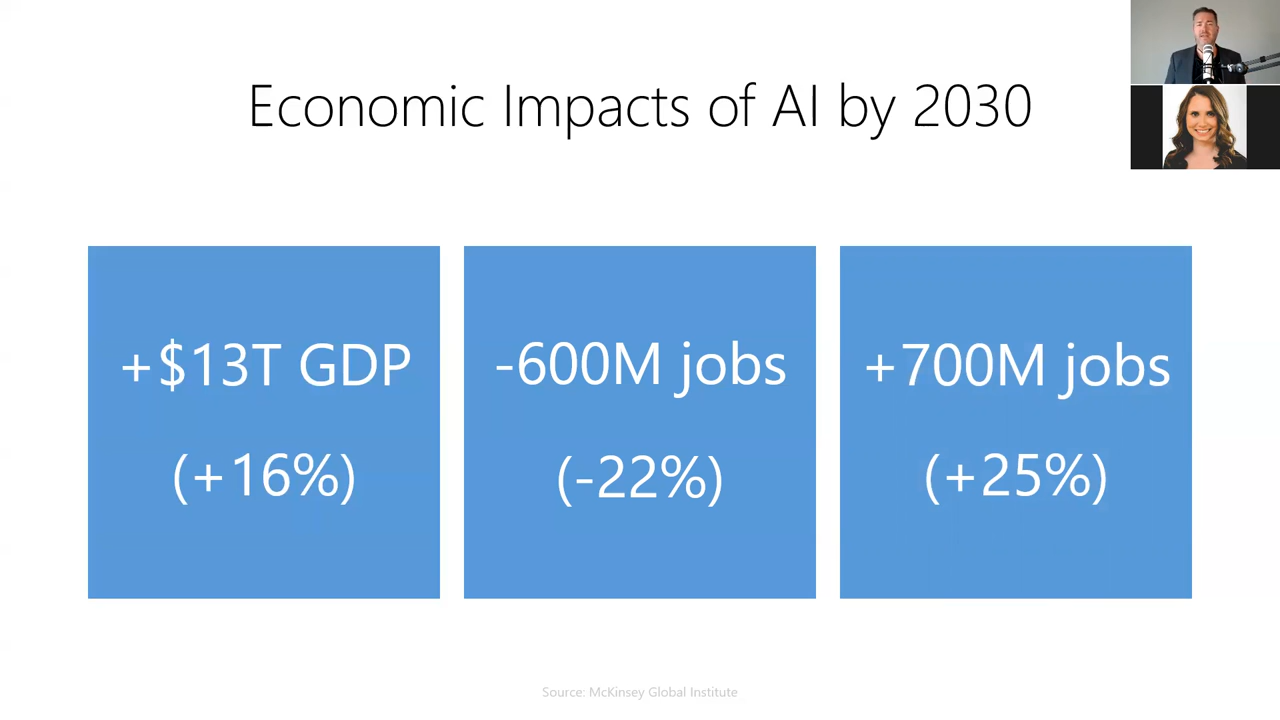 Economic Impacts of AI by 2030
+$13T GDP
(+16%)
-600M jobs
(-22%)
+700M jobs
(+25%)
Source: McKinsey Global Institute